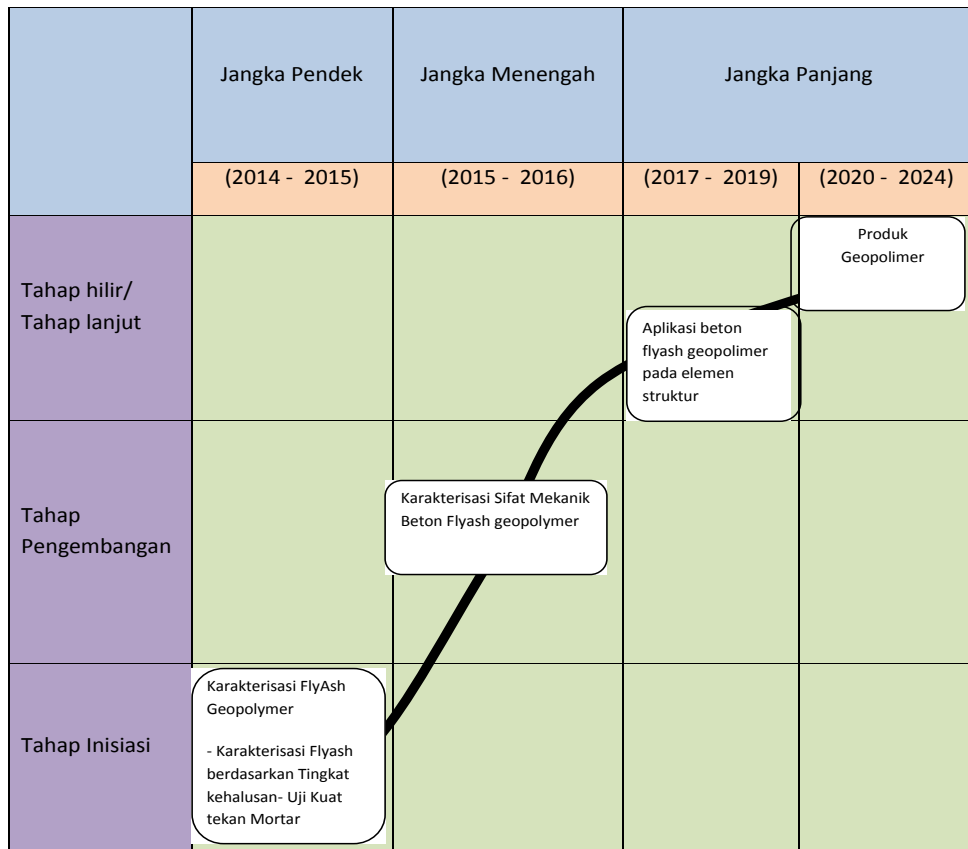 Jangka Pendek
Jangka Menengah
Jangka Panjang
(2014 - 2015)
(2015 - 2016)
(2017 - 2019)
(2020 - 2024)
Tahap hilir/
Tahap lanjut
Produk
Geopolimer
Aplikasi beton
flyash geopolimer
pada elemen
struktur
Tahap
Pengembangan
Karakterisasi Sifat Mekanik
Beton Flyash geopolymer
Tahap Inisiasi
Karakterisasi FlyAsh
Geopolymer
- Karakterisasi Flyash
berdasarkan Tingkat
kehalusan- Uji Kuat
tekan Mortar